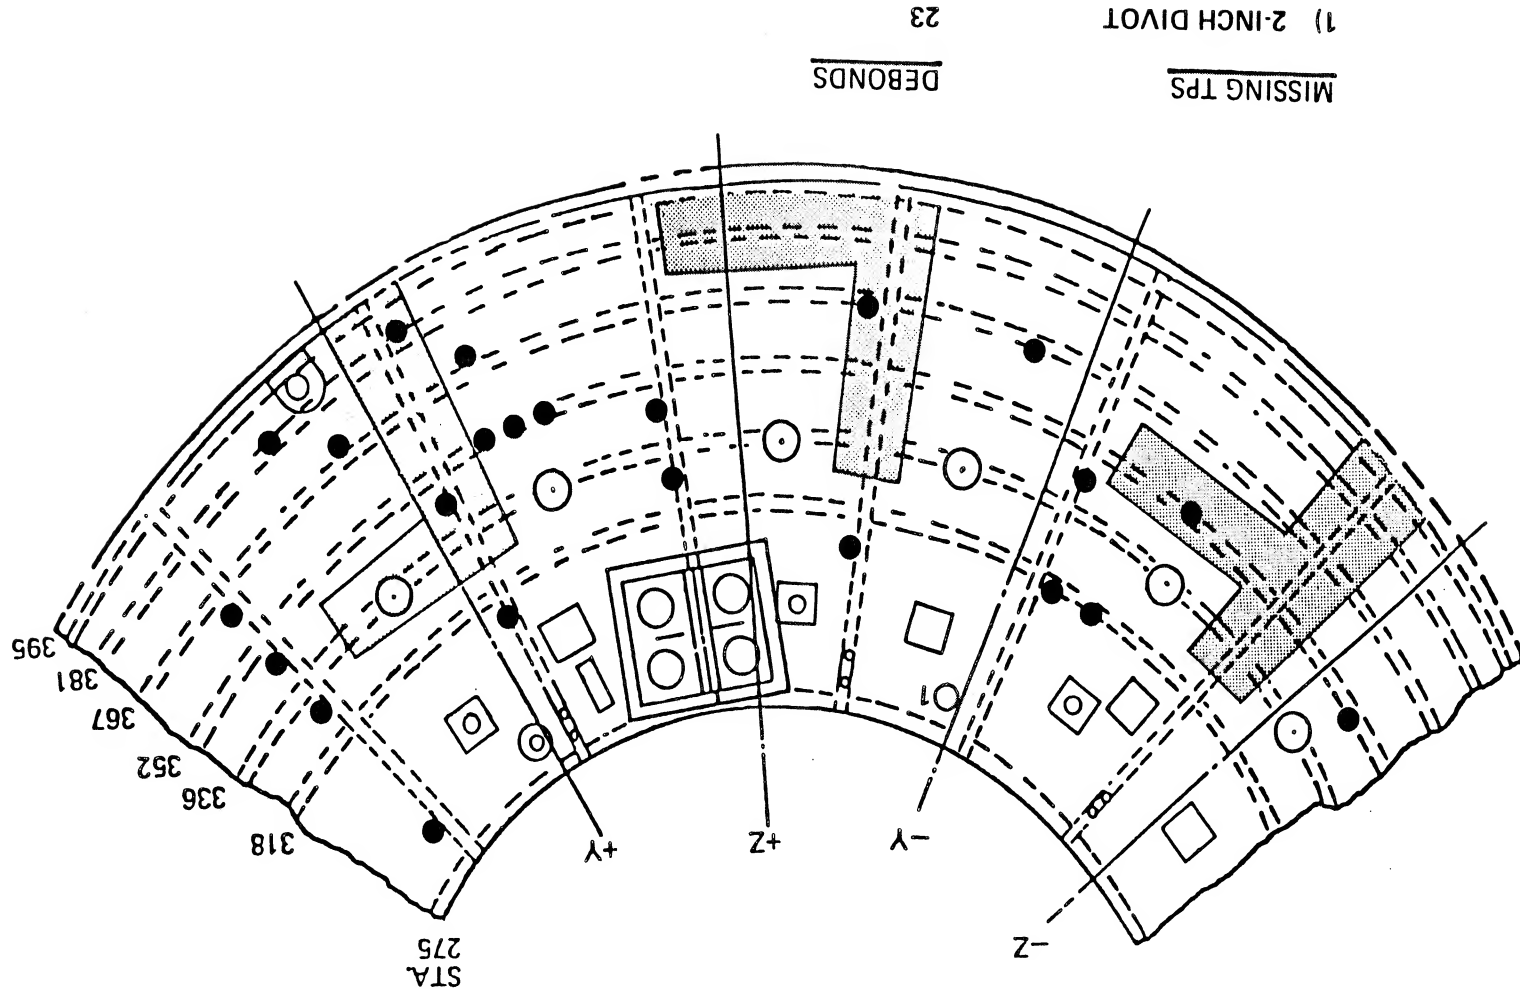 STA.
275
–Z
–Y
+Z
+Y
318
336
352
367
381
395
1
MISSING TPS
DEBONDS
1) 2-INCH DIVOT
23